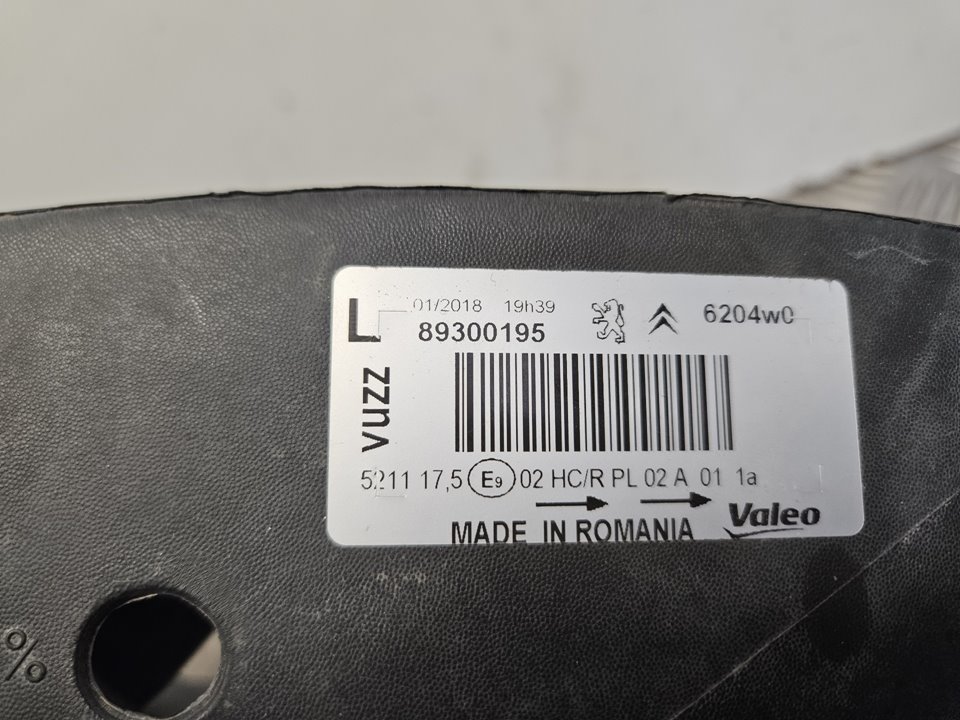 L 01/2018 19h39 6204w0
89300195
vuzz
5211 17,5 E9 02 HC/R PL 02 A 01 1a
MADE IN ROMANIA Valeo
%